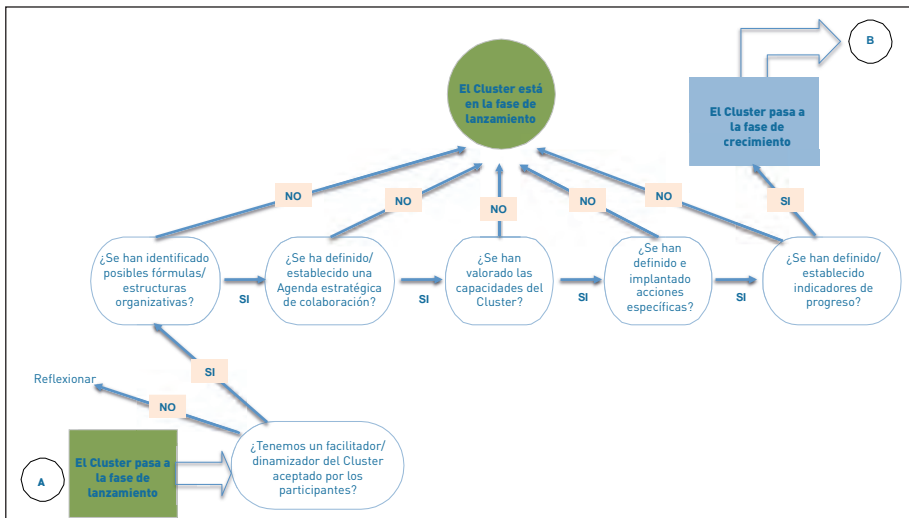 B
El Cluster está
en la fase de
lanzamiento
El Cluster pasa a
la fase de
crecimiento
NO
NO
NO
NO
NO
SI
¿Se han identificado
posibles fórmulas/
estructuras
organizativas?
SI
¿Se ha definido/
establecido una
Agenda estratégica
de colaboración?
SI
¿Se han
valorado las
capacidades del
Cluster?
SI
¿Se han
definido e
implantado
acciones
específicas?
SI
¿Se han definido/
establecido
indicadores de
progreso?
Reflexionar
SI
NO
A
El Cluster pasa a
la fase de
lanzamiento
¿Tenemos un facilitador/
dinamizador del Cluster
aceptado por los
participantes?